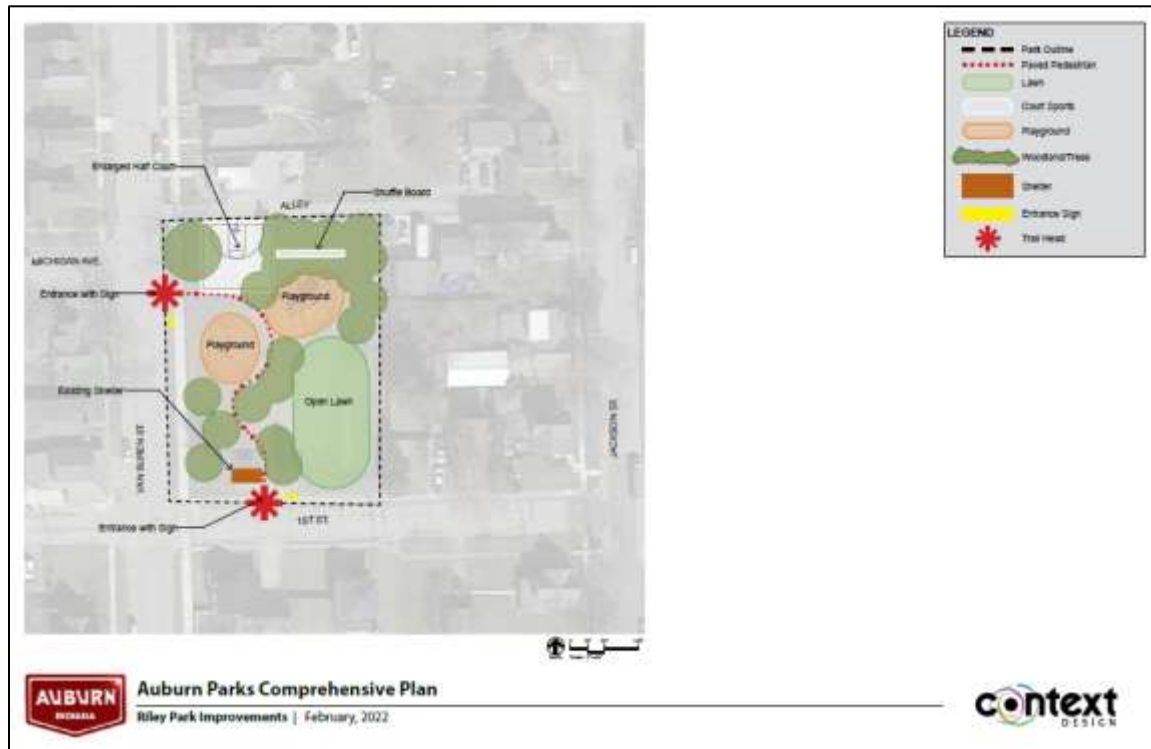 LEGEND
Park Outline
Paved Pedestrian
Lawn
Court Sports
Playground
Woodland/Trees
Shelter
Entrance Sign
Trail Head
Enlarged Half Court
Shuffle Board
ALLEY
MICHIGAN AVE.
Entrance with Sign
Playground
Playground
Existing Shelter
Open Lawn
VAN BUREN ST.
JACKSON ST.
Entrance with Sign
1ST ST.
AUBURN
INDIANA
Auburn Parks Comprehensive Plan
Riley Park Improvements | February, 2022
context
DESIGN